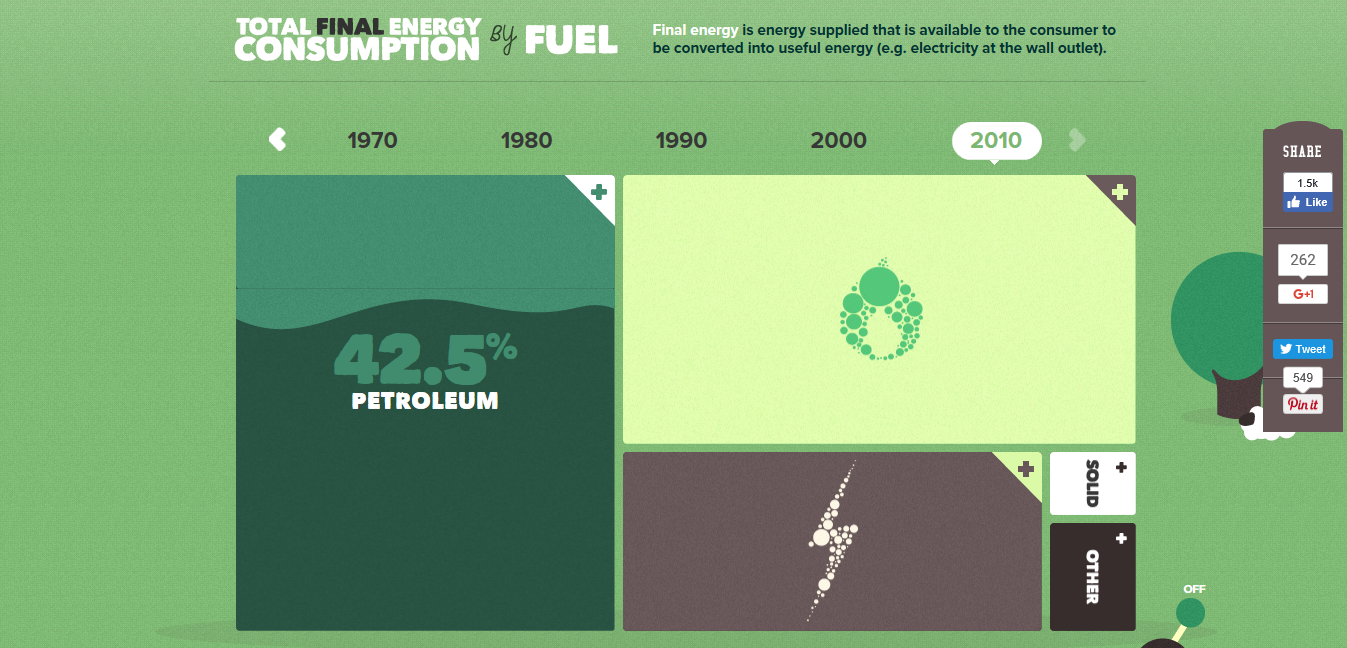 TOTAL FINAL ENERGY
CONSUMPTION by FUEL
Final energy is energy supplied that is available to the consumer to
be converted into useful energy (e.g. electricity at the wall outlet).
1970 1980 1990 2000 2010
42.5%
PETROLEUM
SOLID
OTHER
SHARE
1.5k
Like
262
G+1
Tweet
549
Pin it
OFF